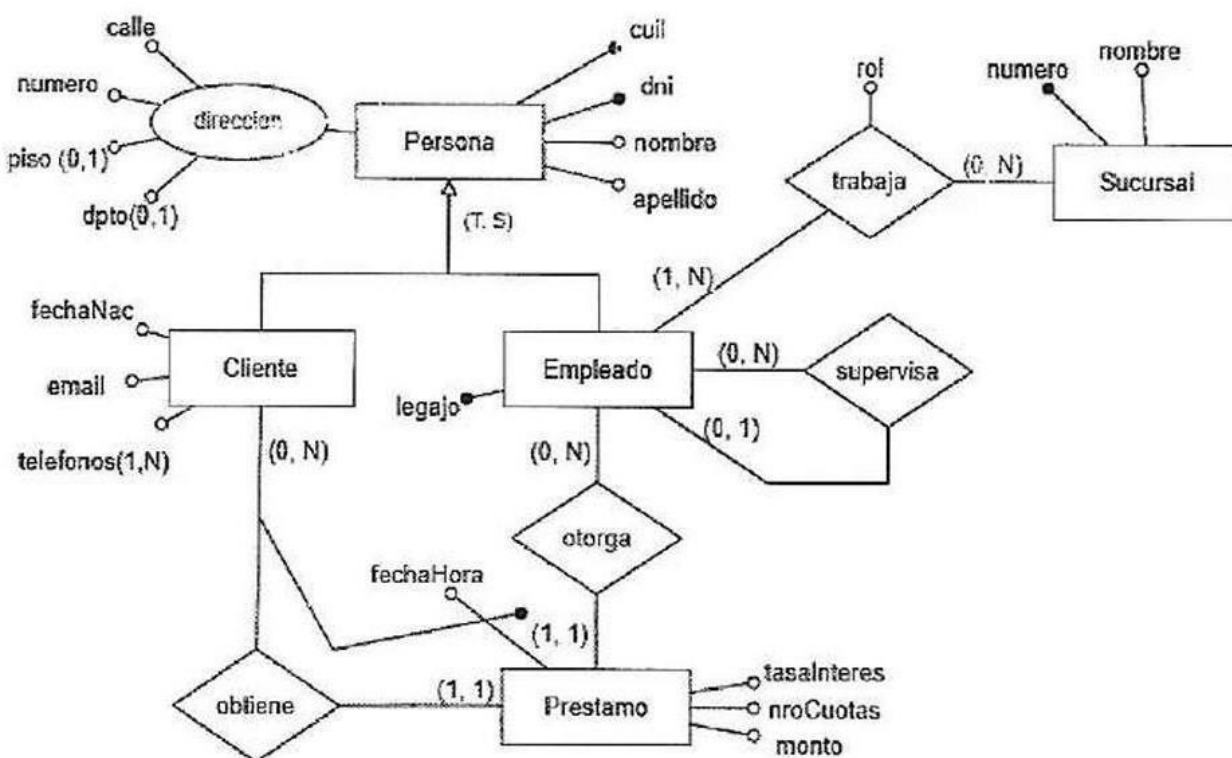 calle
numero
piso (0,1)
dpto(0,1)
direccion
Persona
cuil
dni
nombre
apellido
(T, S)
rol
trabaja
(0, N)
numero
nombre
Sucursal
(1, N)
fechaNac
email
telefonos(1,N)
Cliente
(0, N)
legajo
Empleado
(0, N)
(0, N)
supervisa
(0, 1)
otorga
fechaHora
(1, 1)
obtiene
(1, 1)
Prestamo
tasaInteres
nroCuotas
monto